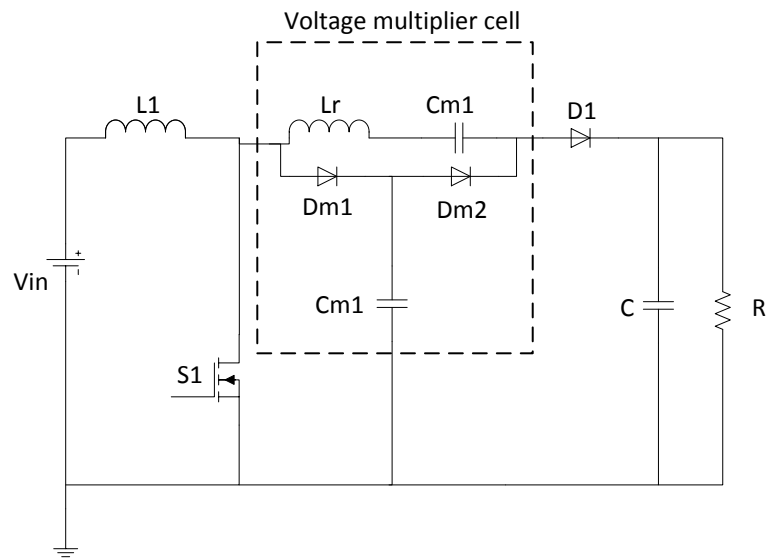 Voltage multiplier cell
L1
Lr
Cm1
D1
Dm1
Dm2
+
-
Vin
Cm1
C
R
S1